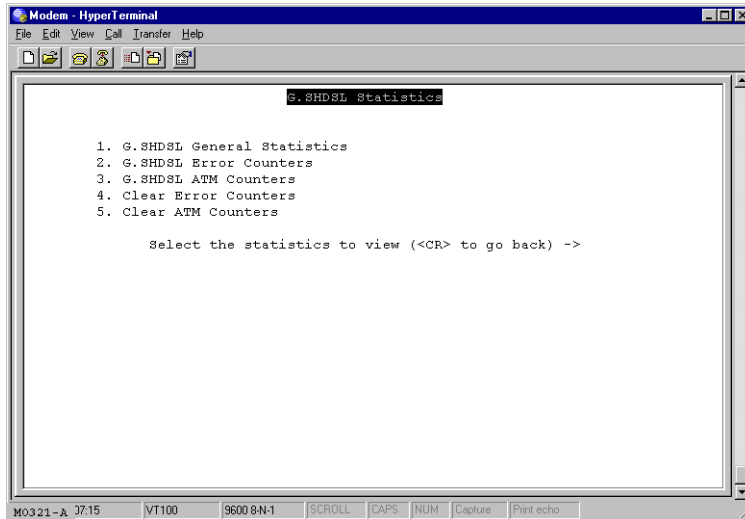 Modem - HyperTerminal
File Edit View Call Transfer Help
G.SHDSL Statistics
1. G.SHDSL General Statistics
2. G.SHDSL Error Counters
3. G.SHDSL ATM Counters
4. Clear Error Counters
5. Clear ATM Counters
Select the statistics to view (<CR> to go back) ->
M0321-A 07:15 VT100 9600 8-N-1 SCROLL CAPS NUM Capture Print echo